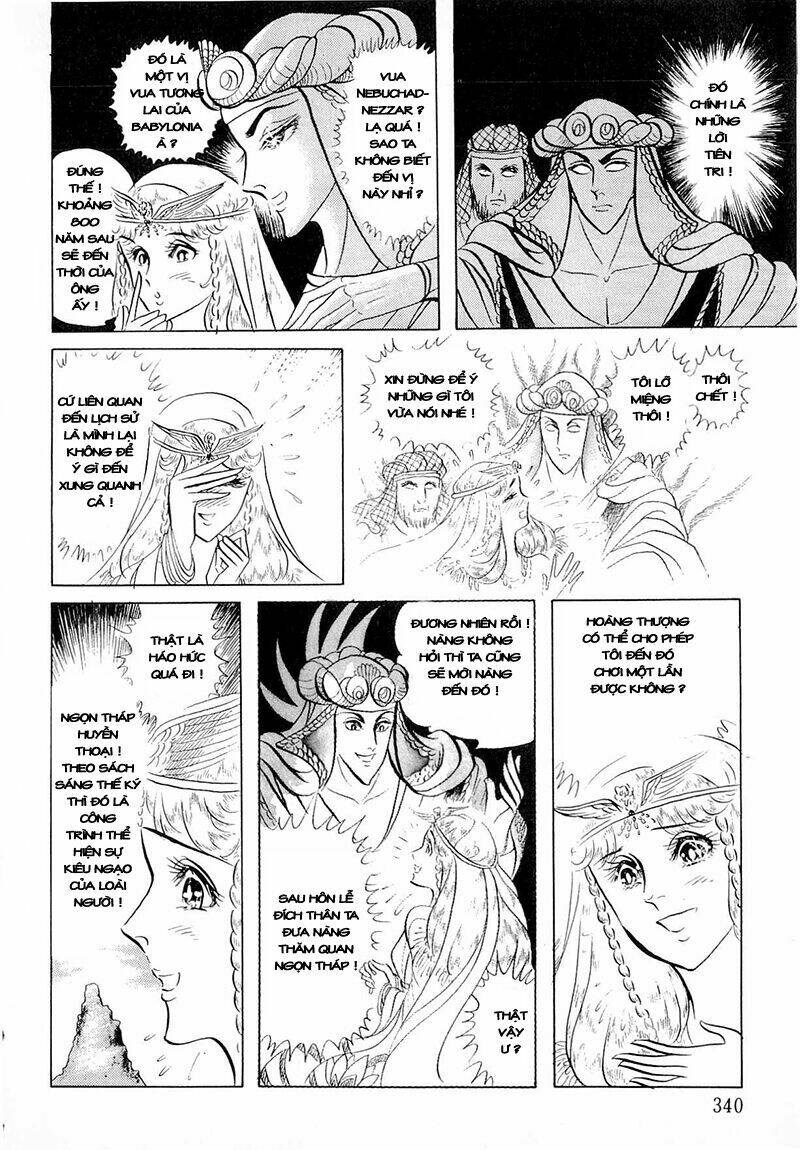 ĐÓ
CHÍNH LÀ
NHỮNG
LỜI
TIÊN
TRI !
VUA
NEBUCHAD-
NEZZAR ?
LẠ QUÁ !
SAO TA
KHÔNG BIẾT
ĐẾN VỊ
NÀY NHỈ ?
ĐÓ LÀ
MỘT VỊ
VUA TƯƠNG
LAI CỦA
BABYLONIA
À ?
ĐÚNG
THẾ !
KHOẢNG
800
NĂM SAU
SẼ ĐẾN
THỜI CỦA
ÔNG
ẤY !
THÔI
CHẾT !
TÔI LỠ
MIỆNG
THÔI !
XIN ĐỪNG ĐỂ Ý
NHỮNG GÌ TÔI
VỪA NÓI NHÉ !
CỨ LIÊN QUAN
ĐẾN LỊCH SỬ
LÀ MÌNH LẠI
KHÔNG ĐỂ
Ý GÌ ĐẾN
XUNG QUANH
CẢ !
HOÀNG THƯỢNG
CÓ THỂ CHO PHÉP
TÔI ĐẾN ĐÓ
CHƠI MỘT LẦN
ĐƯỢC KHÔNG ?
ĐƯƠNG NHIÊN RỒI !
NÀNG KHÔNG
HỎI THÌ TA CŨNG
SẼ MỜI NÀNG
ĐẾN ĐÓ !
SAU HÔN LỄ
ĐÍCH THÂN TA
ĐƯA NÀNG
THĂM QUAN
NGỌN THÁP !
THẬT
VẬY
Ư ?
THẬT LÀ
HÁO HỨC
QUÁ ĐI !
NGỌN THÁP
HUYỀN
THOẠI !
THEO SÁCH
SÁNG THẾ KÝ
THÌ ĐÓ LÀ
CÔNG
TRÌNH THỂ
HIỆN SỰ
KIÊU NGẠO
CỦA LOÀI
NGƯỜI !
340